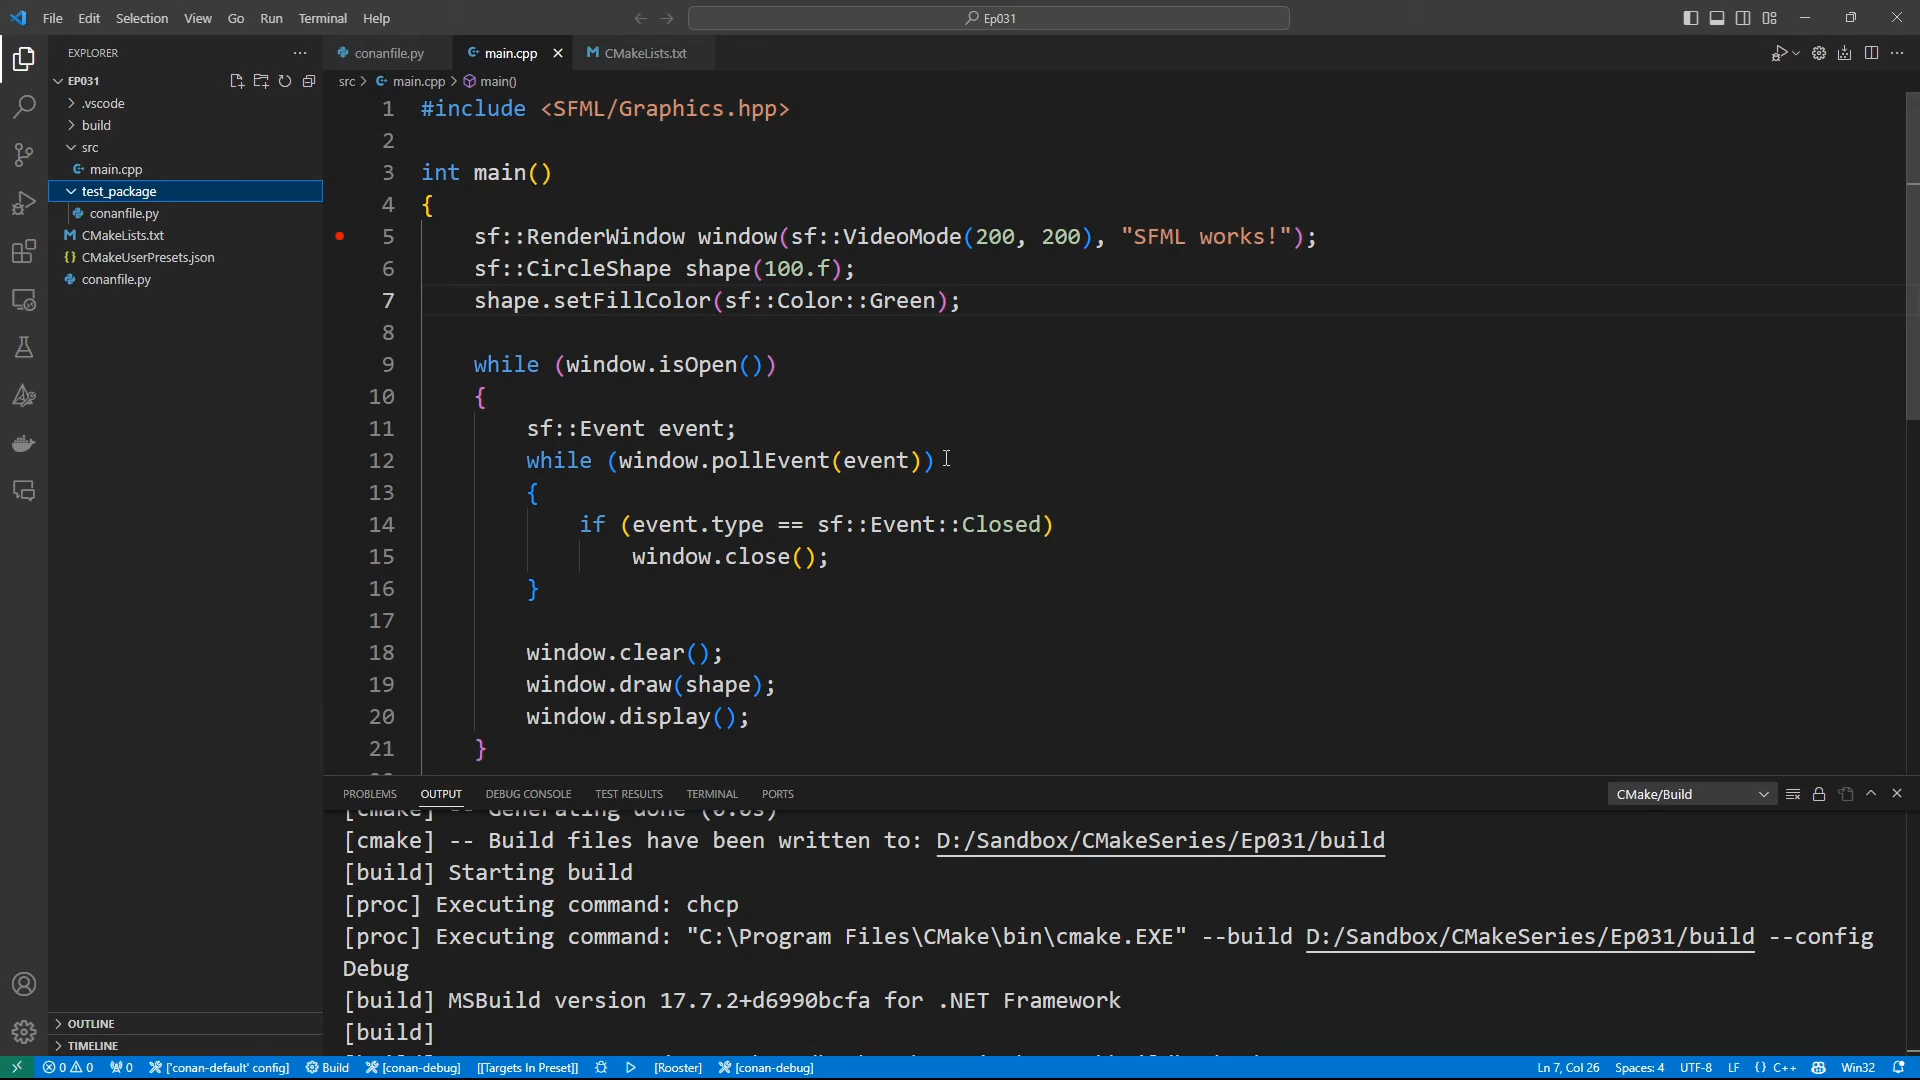 File Edit Selection View Go Run Terminal Help
Ep031
EXPLORER
EP031
.vscode
build
src
main.cpp
test_package
conanfile.py
CMakeLists.txt
CMakeUserPresets.json
conanfile.py
OUTLINE
TIMELINE
conanfile.py main.cpp CMakeLists.txt
src > main.cpp > main()
1 #include <SFML/Graphics.hpp>
2
3 int main()
4 {
5 sf::RenderWindow window(sf::VideoMode(200, 200), "SFML works!");
6 sf::CircleShape shape(100.f);
7 shape.setFillColor(sf::Color::Green);
8
9 while (window.isOpen())
10 {
11 sf::Event event;
12 while (window.pollEvent(event))
13 {
14 if (event.type == sf::Event::Closed)
15 window.close();
16 }
17
18 window.clear();
19 window.draw(shape);
20 window.display();
21 }
PROBLEMS OUTPUT DEBUG CONSOLE TEST RESULTS TERMINAL PORTS CMake/Build
[cmake] -- Generating done (0.0s)
[cmake] -- Build files have been written to: D:/Sandbox/CMakeSeries/Ep031/build
[build] Starting build
[proc] Executing command: chcp
[proc] Executing command: "C:\Program Files\CMake\bin\cmake.EXE" --build D:/Sandbox/CMakeSeries/Ep031/build --config
Debug
[build] MSBuild version 17.7.2+d6990bcfa for .NET Framework
[build]
0 0 0 ['conan-default' config] Build [conan-debug] [[Targets In Preset]] [Rooster] [conan-debug] Ln 7, Col 26 Spaces: 4 UTF-8 LF {} C++ Win32